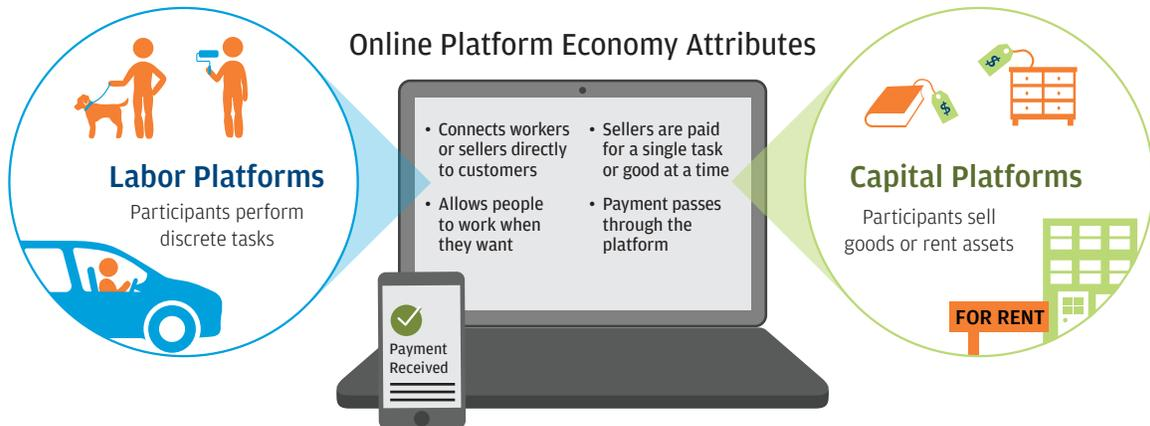 Online Platform Economy Attributes
Labor Platforms
Participants perform
discrete tasks
• Connects workers
or sellers directly
to customers
• Allows people
to work when
they want
• Sellers are paid
for a single task
or good at a time
• Payment passes
through the
platform
Payment
Received
$
$
Capital Platforms
Participants sell
goods or rent assets
FOR RENT